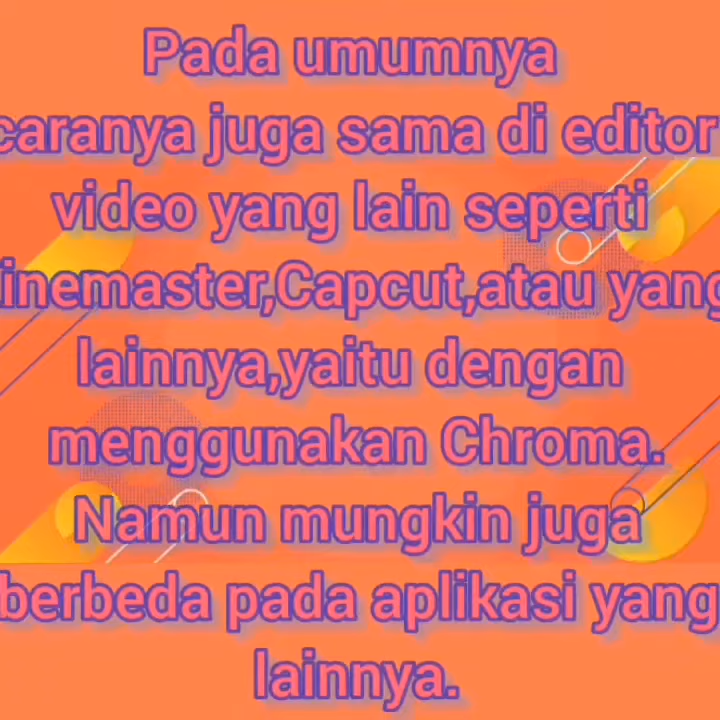 Pada umumnya
caranya juga sama di editor
video yang lain seperti
inemaster,Capcut,atau yang
lainnya,yaitu dengan
menggunakan Chroma.
Namun mungkin juga
berbeda pada aplikasi yang
lainnya.